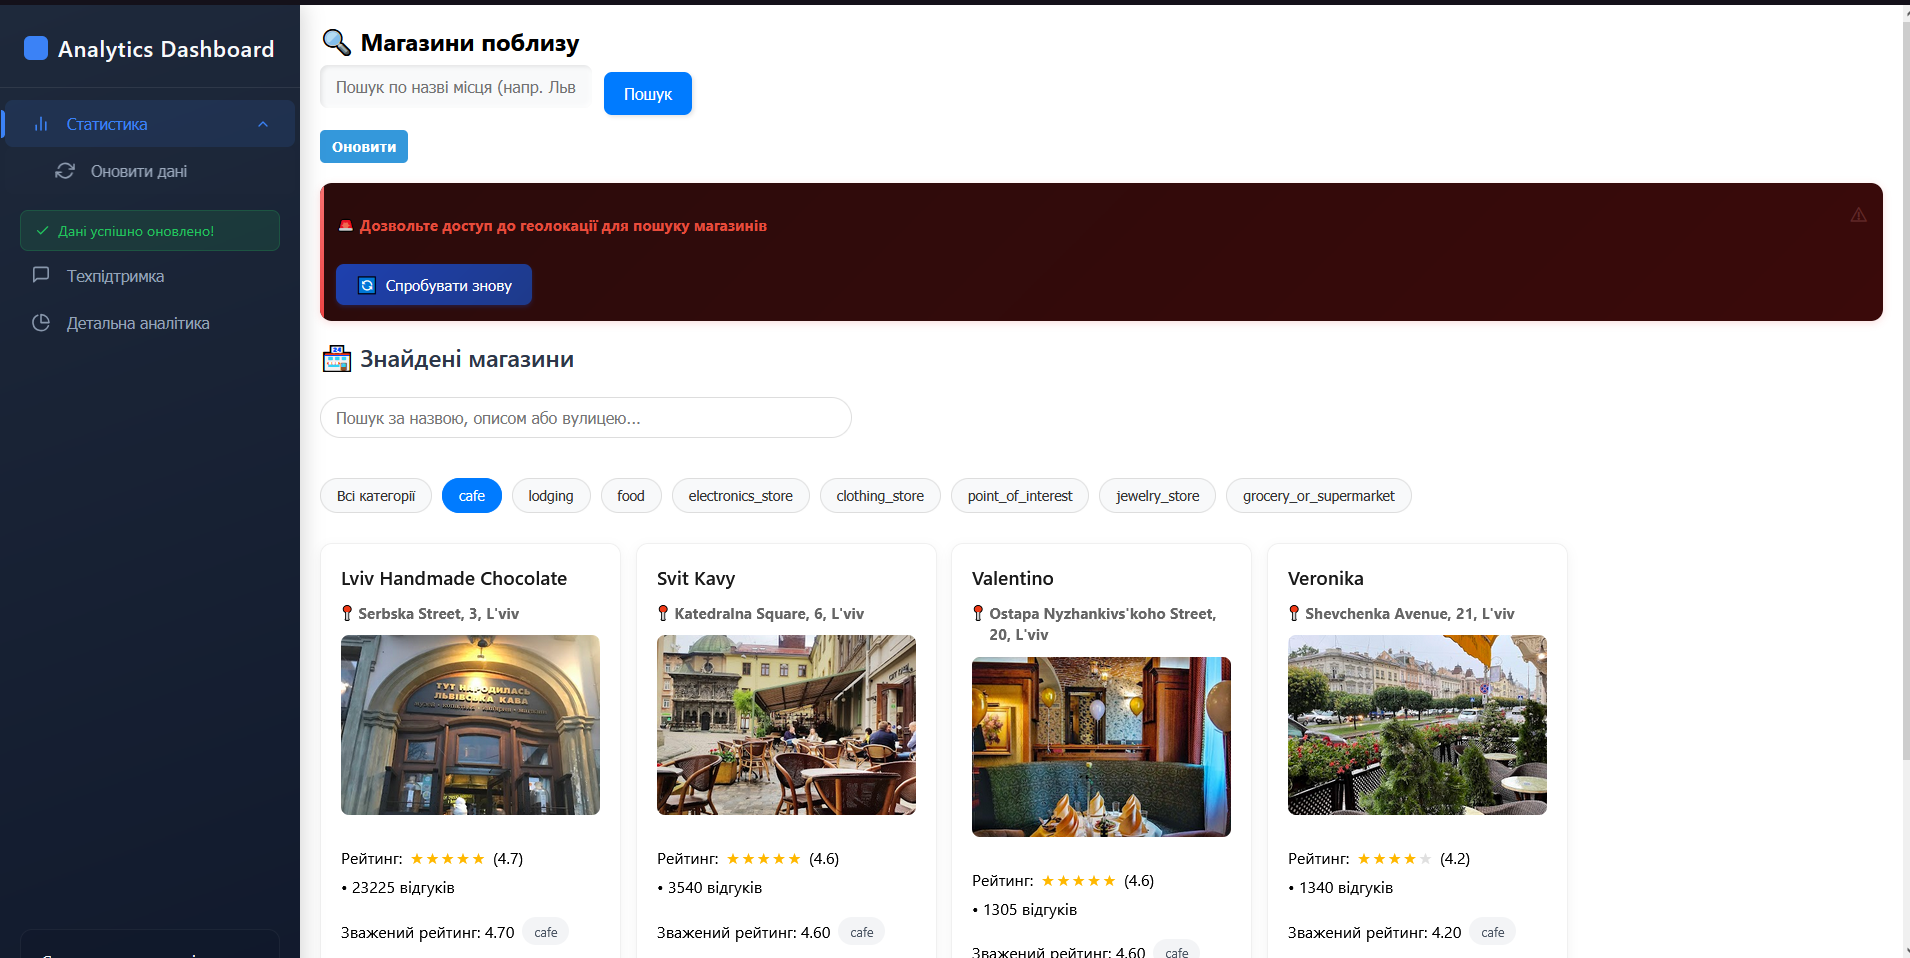 Analytics Dashboard
Статистика
Оновити дані
Дані успішно оновлено!
Техпідтримка
Детальна аналітика
Магазини поблизу
Пошук по назві місця (напр. Льв
Пошук
Оновити
Дозвольте доступ до геолокації для пошуку магазинів
Спробувати знову
Знайдені магазини
Пошук за назвою, описом або вулицею...
Всі категорії
cafe
lodging
food
electronics_store
clothing_store
point_of_interest
jewelry_store
grocery_or_supermarket
Lviv Handmade Chocolate
Serbska Street, 3, L'viv
ТУТ НАРОДИЛАСЬ
ЛЬВІВСЬКА КАВА
Рейтинг: ★★★★★ (4.7)
• 23225 відгуків
Зважений рейтинг: 4.70 cafe
Svit Kavy
Katedralna Square, 6, L'viv
Рейтинг: ★★★★★ (4.6)
• 3540 відгуків
Зважений рейтинг: 4.60 cafe
Valentino
Ostapa Nyzhankivs'koho Street,
20, L'viv
Рейтинг: ★★★★★ (4.6)
• 1305 відгуків
Зважений рейтинг: 4.60 cafe
Veronika
Shevchenka Avenue, 21, L'viv
Рейтинг: ★★★★★ (4.2)
• 1340 відгуків
Зважений рейтинг: 4.20 cafe